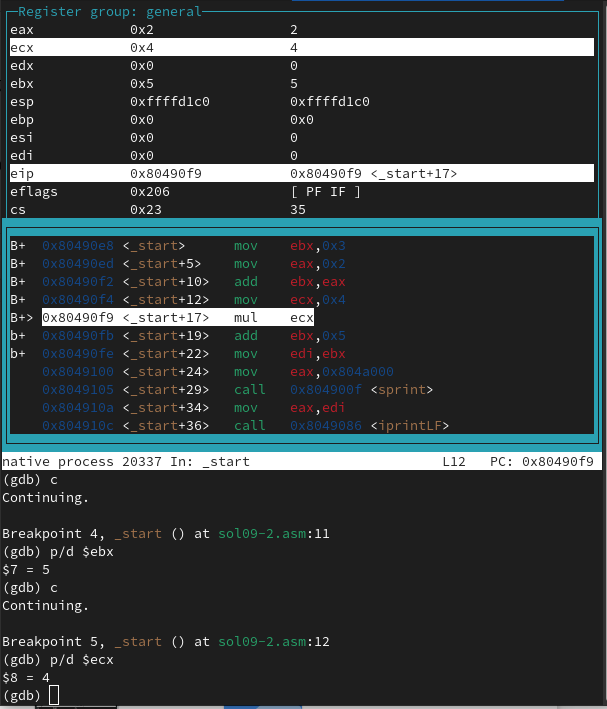 Register group: general
eax 0x2 2
ecx 0x4 4
edx 0x0 0
ebx 0x5 5
esp 0xffffd1c0 0xffffd1c0
ebp 0x0 0x0
esi 0x0 0
edi 0x0 0
eip 0x80490f9 0x80490f9 <_start+17>
eflags 0x206 [ PF IF ]
cs 0x23 35
B+ 0x80490e8 <_start> mov ebx,0x3
B+ 0x80490ed <_start+5> mov eax,0x2
B+ 0x80490f2 <_start+10> add ebx,eax
B+ 0x80490f4 <_start+12> mov ecx,0x4
B+> 0x80490f9 <_start+17> mul ecx
b+ 0x80490fb <_start+19> add ebx,0x5
b+ 0x80490fe <_start+22> mov edi,ebx
0x8049100 <_start+24> mov eax,0x804a000
0x8049105 <_start+29> call 0x804900f <sprint>
0x804910a <_start+34> mov eax,edi
0x804910c <_start+36> call 0x8049086 <iprintLF>
native process 20337 In: _start L12 PC: 0x80490f9
(gdb) c
Continuing.
Breakpoint 4, _start () at sol09-2.asm:11
(gdb) p/d $ebx
$7 = 5
(gdb) c
Continuing.
Breakpoint 5, _start () at sol09-2.asm:12
(gdb) p/d $ecx
$8 = 4
(gdb)